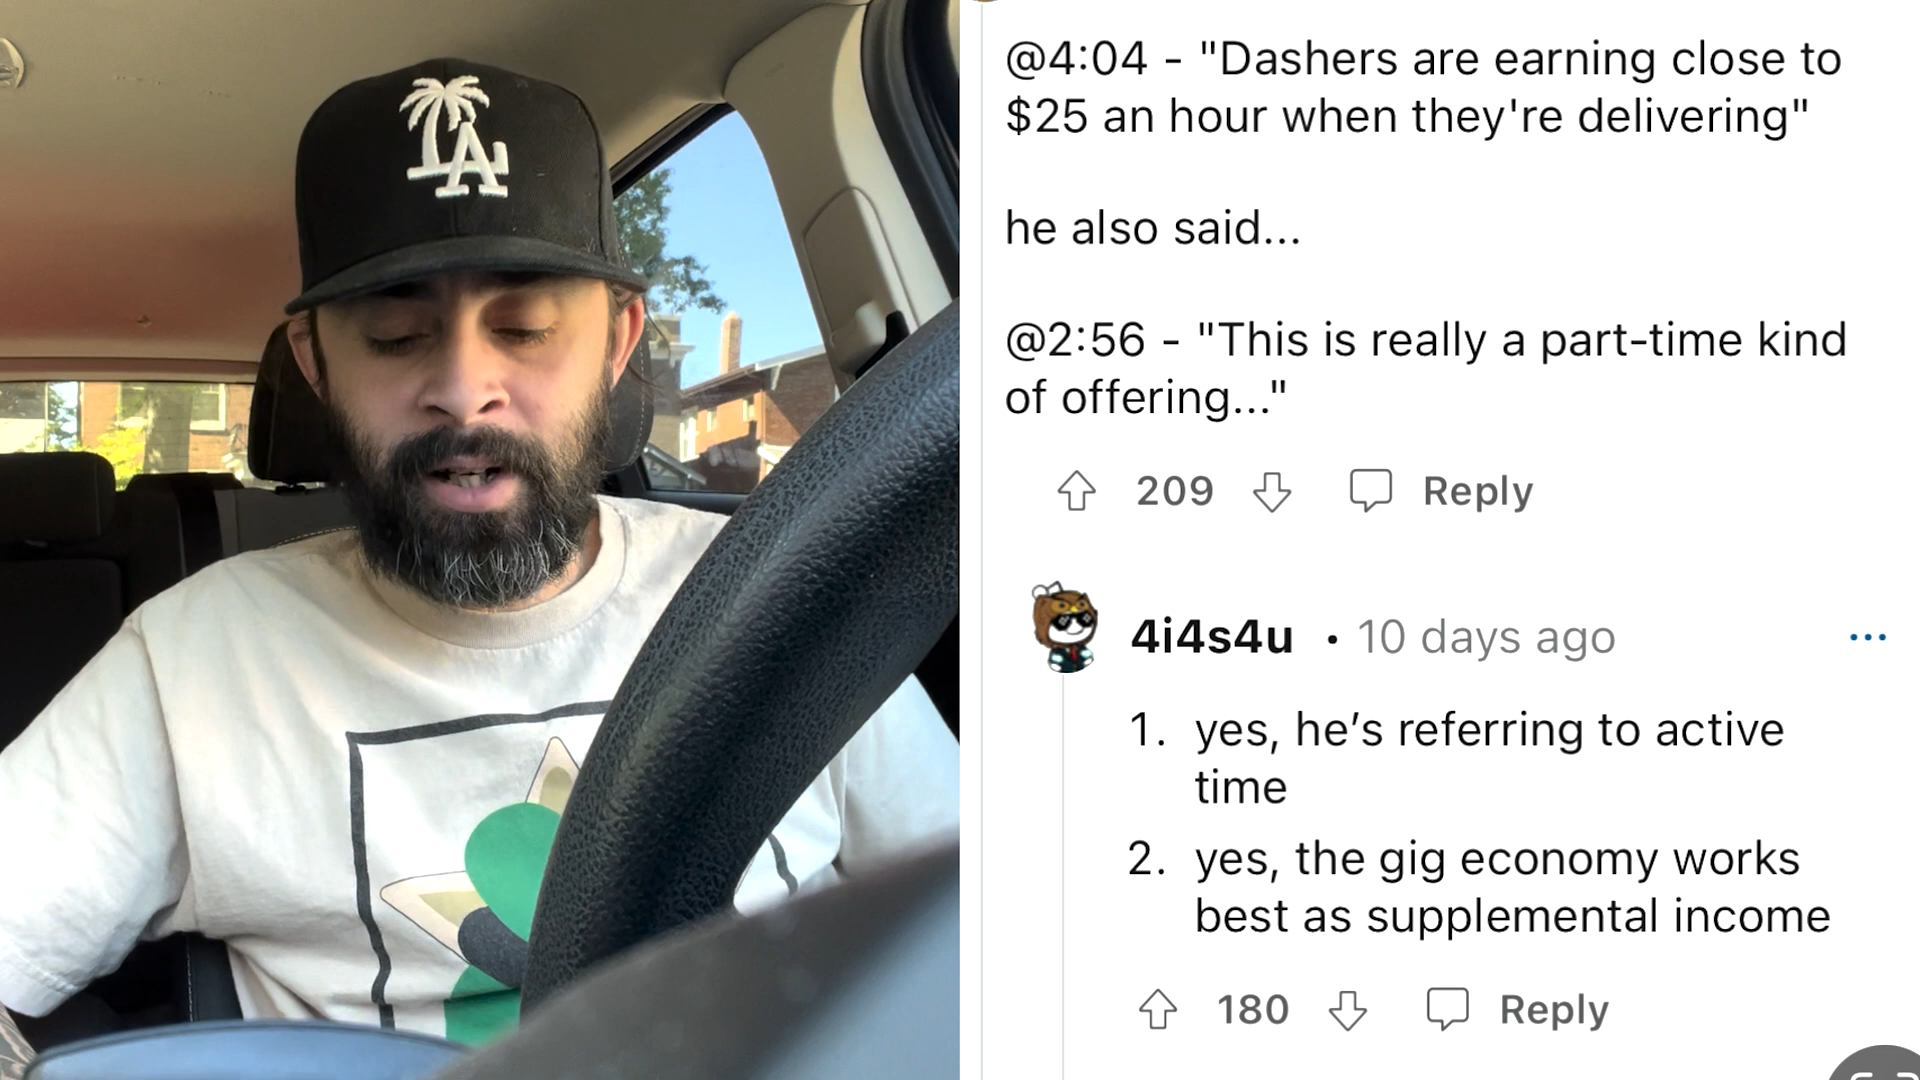 LA
@4:04 - "Dashers are earning close to
$25 an hour when they're delivering"
he also said...
@2:56 - "This is really a part-time kind
of offering..."
209 Reply
4i4s4u • 10 days ago ...
1. yes, he’s referring to active
time
2. yes, the gig economy works
best as supplemental income
180 Reply